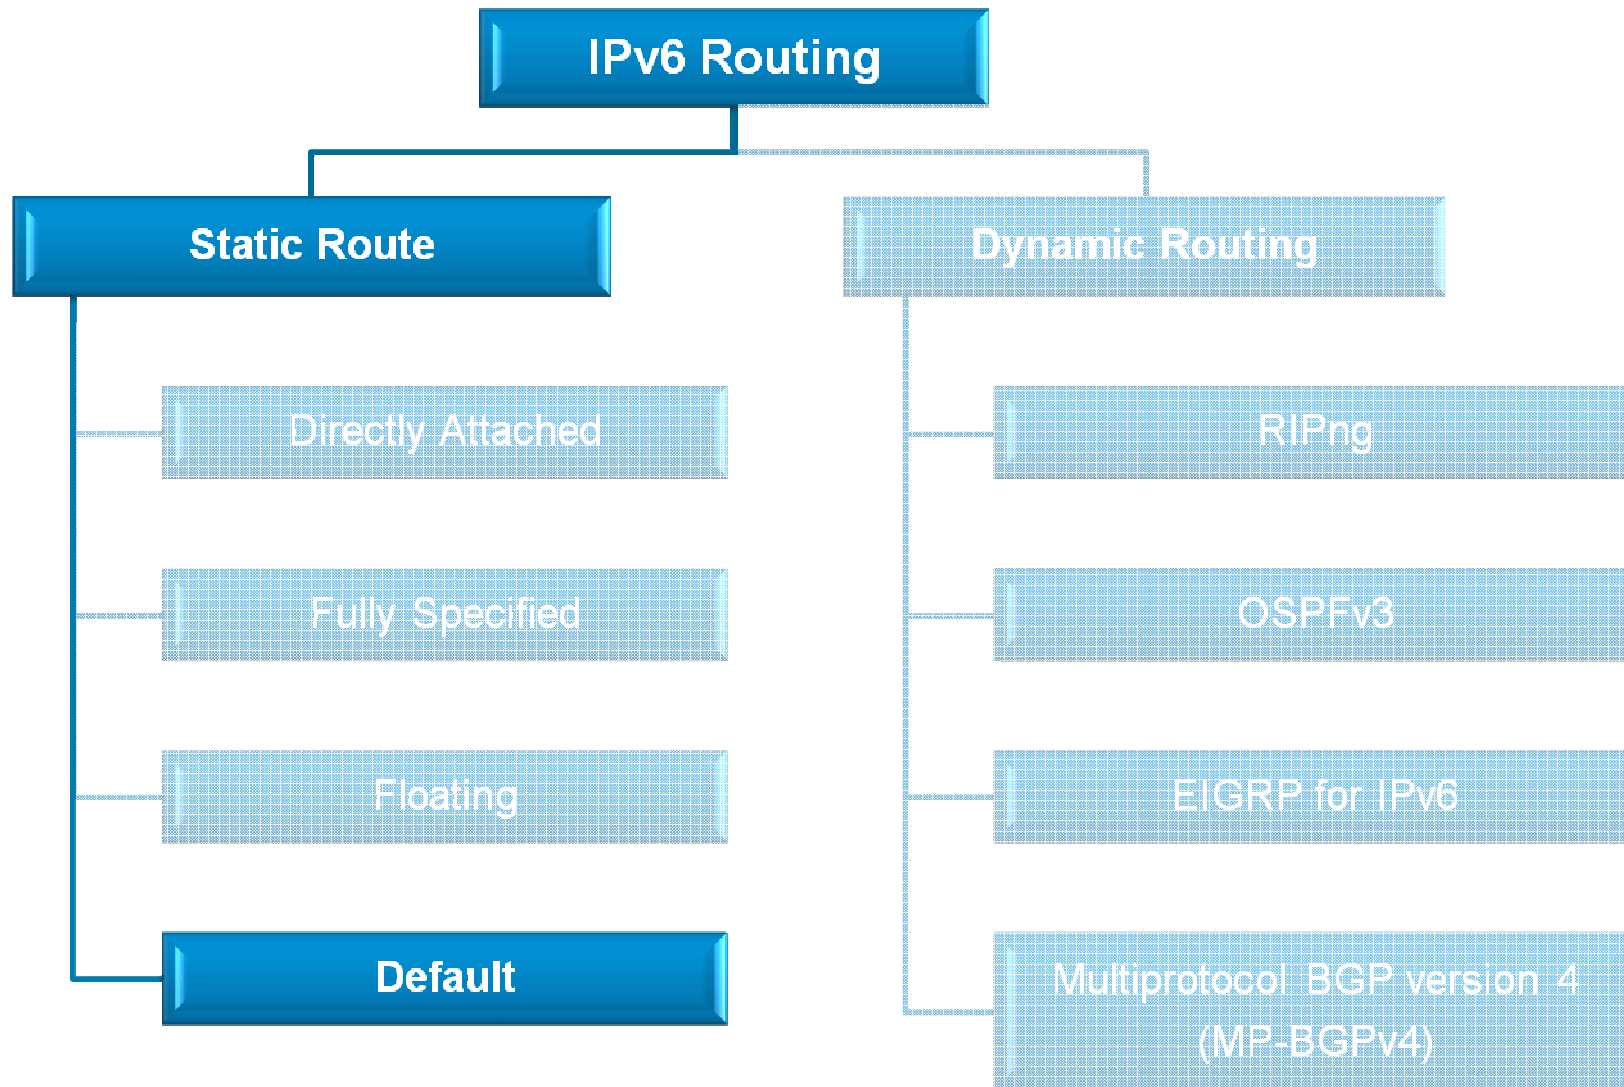 IPv6 Routing
Static Route
Dynamic Routing
Directly Attached
RIPng
Fully Specified
OSPFv3
Floating
EIGRP for IPv6
Default
Multiprotocol BGP version 4
(MP-BGPv4)